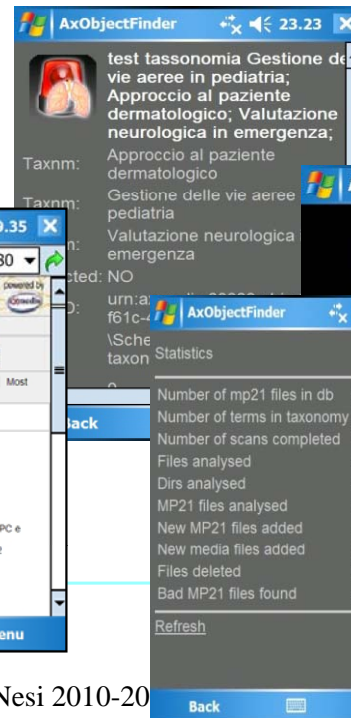 AxObjectFinder 23.23
test tassonomia Gestione de
vie aeree in pediatria;
Approccio al paziente
dermatologico; Valutazione
neurologica in emergenza;
Taxnm: Approccio al paziente
dermatologico
Taxnm: Gestione delle vie aeree
pediatria
Valutazione neurologica
emergenza
cted: NO
f61c-4
\Sche
taxon
Back
9.35
30
powered by
Most
PC e
enu
AxObjectFinder
Statistics
Number of mp21 files in db
Number of terms in taxonomy
Number of scans completed
Files analysed
Dirs analysed
MP21 files analysed
New MP21 files added
New media files added
Files deleted
Bad MP21 files found
Refresh
Back
Nesi 2010-20